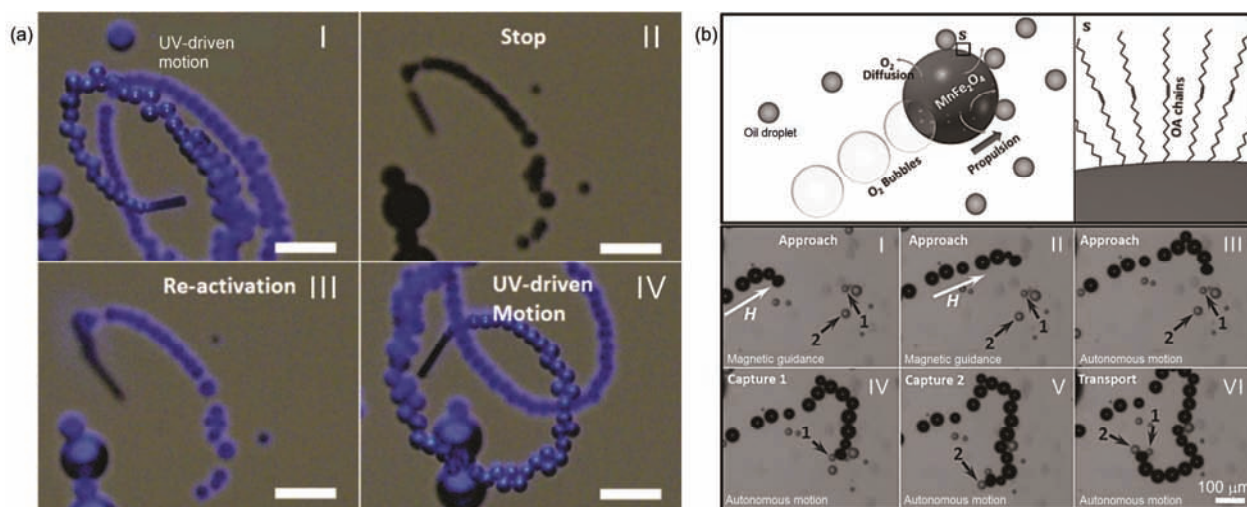 (a)
UV-driven
motion
I
Stop
II
Re-activation
III
UV-driven
Motion
IV
(b)
S
O₂
Diffusion
MnFe₂O₄
Oil droplet
O₂ Bubbles
Propulsion
S
OA chains
Approach
I
H
1
2
Magnetic guidance
Approach
II
H
1
2
Magnetic guidance
Approach
III
1
2
Autonomous motion
Capture 1
IV
1
Autonomous motion
Capture 2
V
2
Autonomous motion
Transport
VI
1
2
100 μm
Autonomous motion